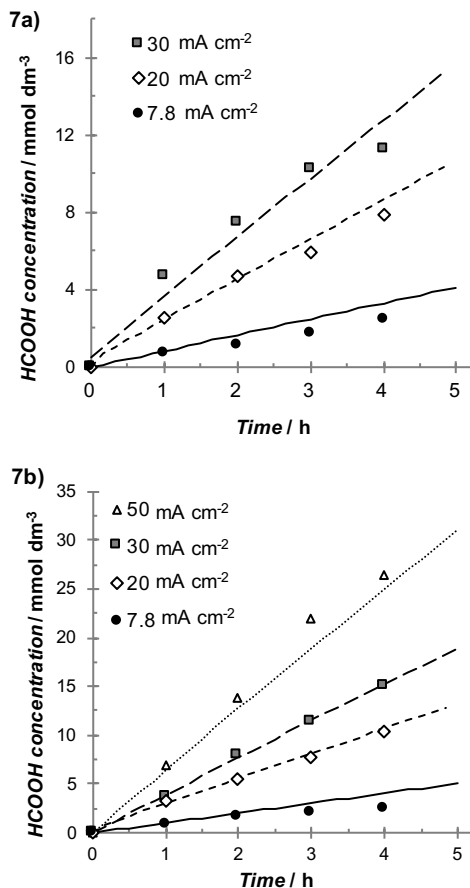 7a)
16
12
8
4
0
HCOOH concentration / mmol dm-3
30 mA cm-2
20 mA cm-2
7.8 mA cm-2
0 1 2 3 4 5
Time / h
7b)
35
30
25
20
15
10
5
0
HCOOH concentration / mmol dm-3
50 mA cm-2
30 mA cm-2
20 mA cm-2
7.8 mA cm-2
0 1 2 3 4 5
Time / h